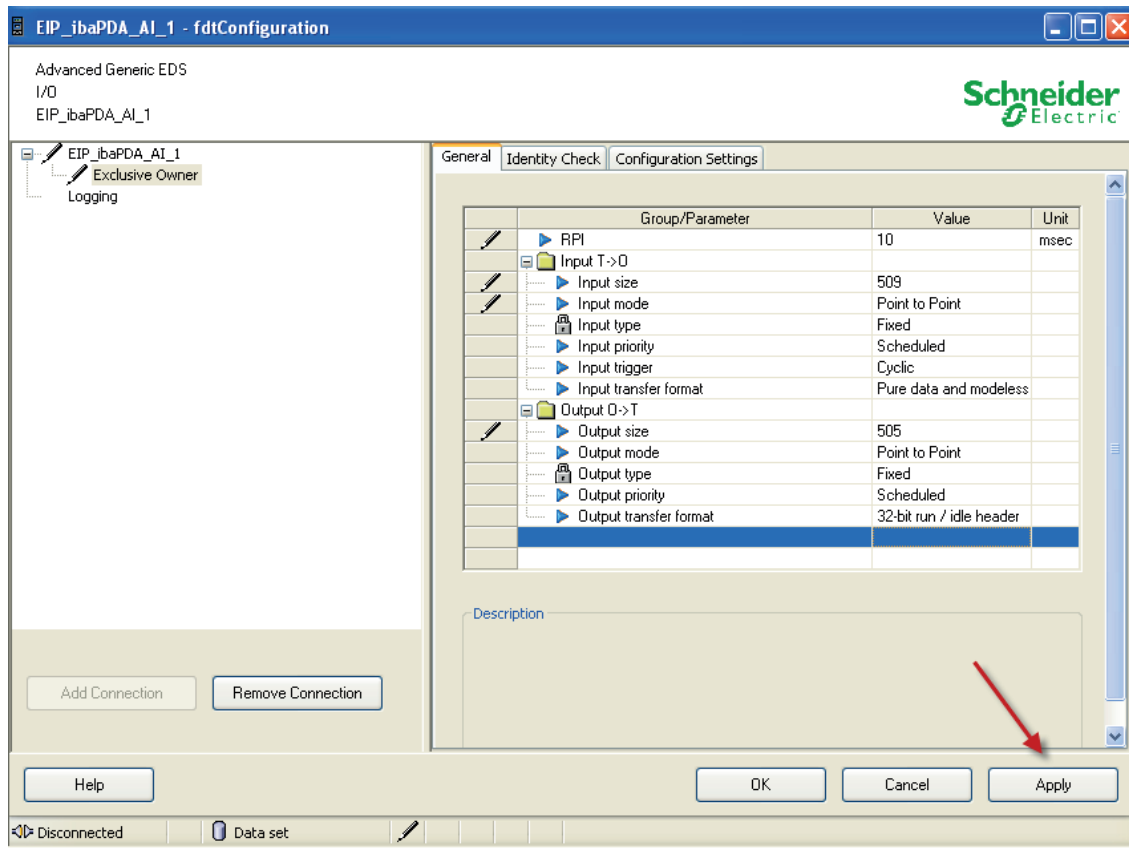 EIP_ibaPDA_AI_1 - fdtConfiguration
Advanced Generic EDS
I/O
EIP_ibaPDA_AI_1
Schneider
Electric
EIP_ibaPDA_AI_1
Exclusive Owner
Logging
General Identity Check Configuration Settings
Group/Parameter Value Unit
RPI 10 msec
Input T->O
Input size 509
Input mode Point to Point
Input type Fixed
Input priority Scheduled
Input trigger Cyclic
Input transfer format Pure data and modeless
Output O->T
Output size 505
Output mode Point to Point
Output type Fixed
Output priority Scheduled
Output transfer format 32-bit run / idle header
Description
Add Connection Remove Connection
Help OK Cancel Apply
Disconnected Data set